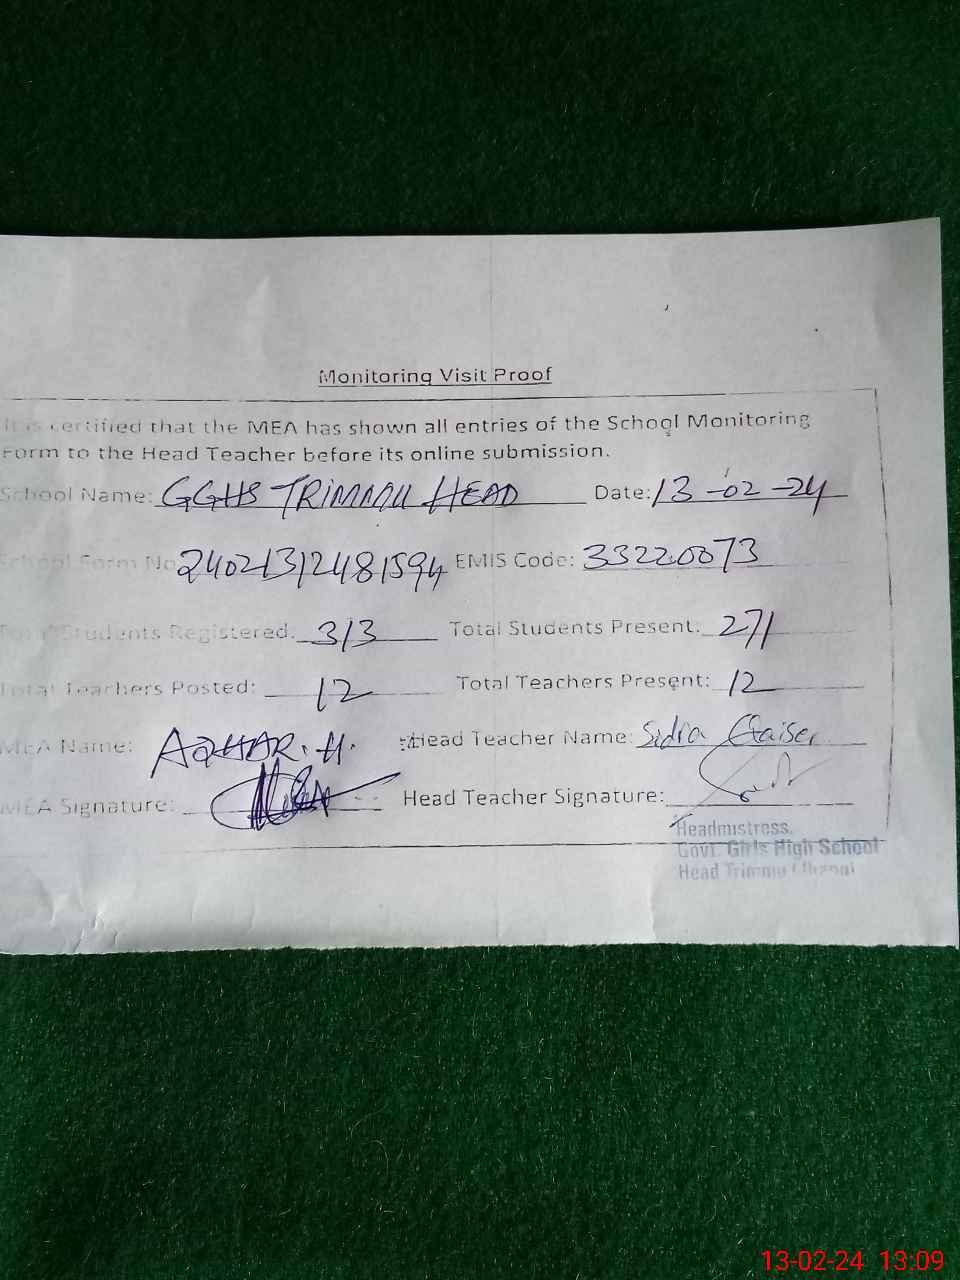 Monitoring Visit Proof
It is certified that the MEA has shown all entries of the School Monitoring
Form to the Head Teacher before its online submission.
School Name: GGHS TRIMMU HEAD Date: 13-02-24
School Form No 24021312481594 EMIS Code: 33220073
Total Students Registered: 313 Total Students Present: 271
Total Teachers Posted: 12 Total Teachers Present: 12
MEA Name: AZHAR. H. Head Teacher Name: Sidra
MEA Signature: Head Teacher Signature:
Headmistress.
Govt. Girls High School
Head Trimmu
13-02-24 13:09